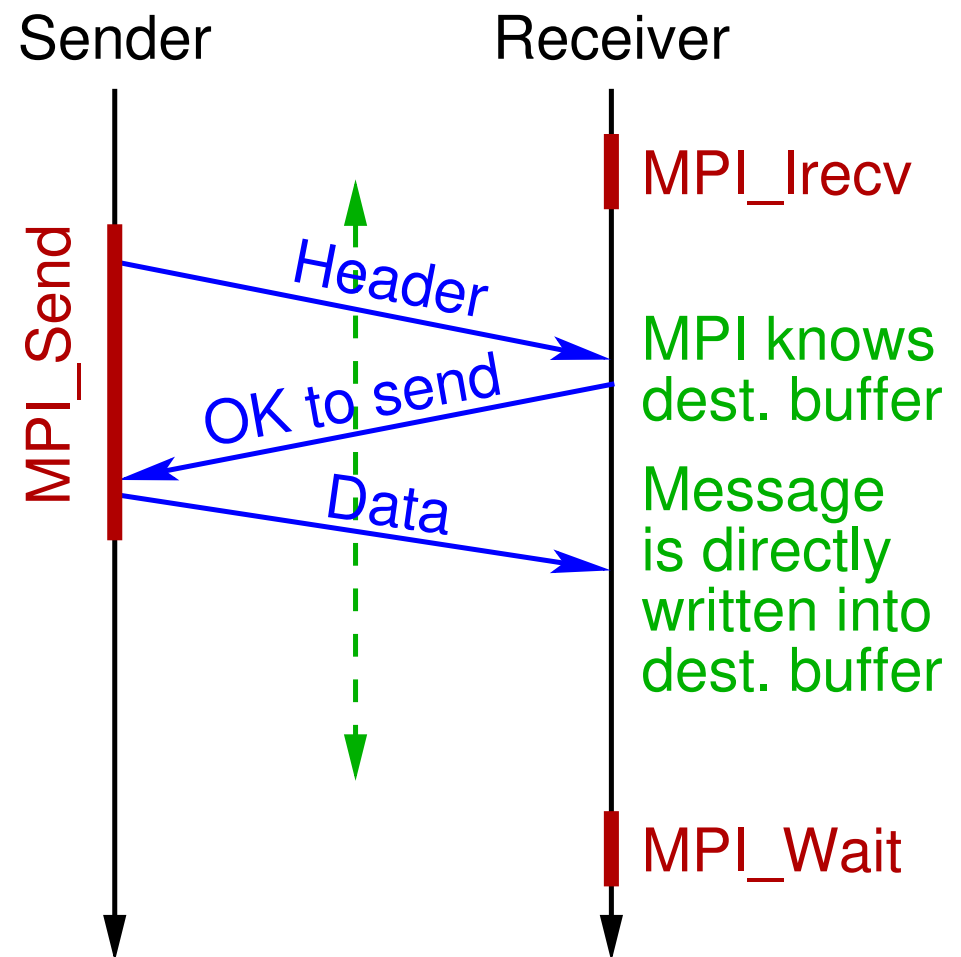 Sender
Receiver
MPI_Irecv
MPI_Send
Header
MPI knows
dest. buffer
OK to send
Data
Message
is directly
written into
dest. buffer
MPI_Wait